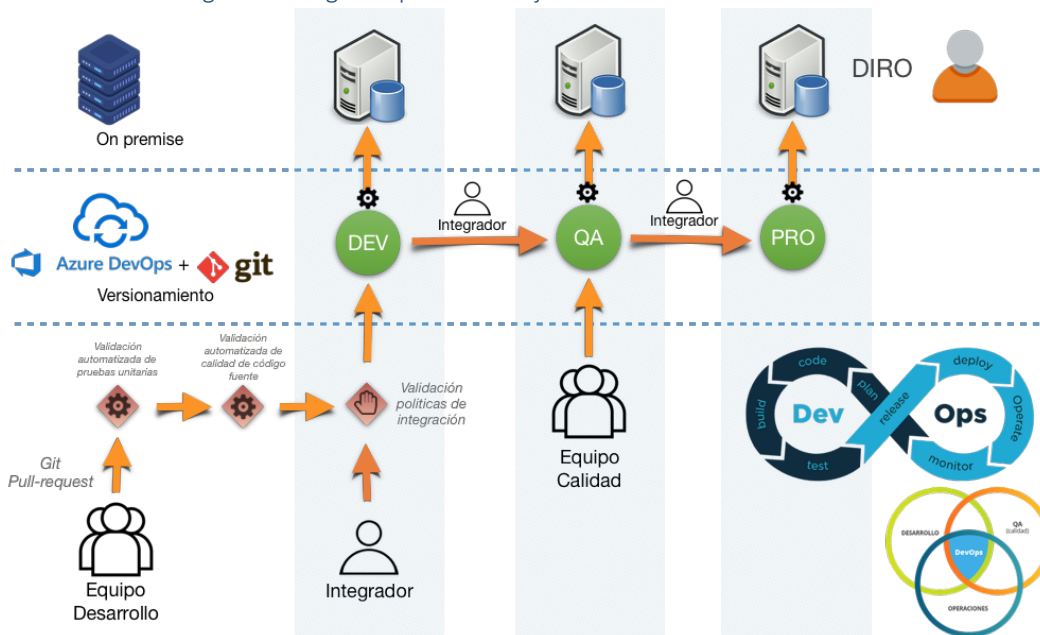 DIRO
On premise
Integrador
Integrador
DEV
QA
PRO
Azure DevOps + git
Versionamiento
Validación
automatizada de
pruebas unitarias
Validación
automatizada de
calidad de código
fuente
Validación
políticas de
integración
Git
Pull-request
Equipo
Desarrollo
Integrador
Equipo
Calidad
code
plan
build
test
Dev
release
deploy
Operate
monitor
Ops
DESARROLLO
QA
(calidad)
DevOps
OPERACIONES